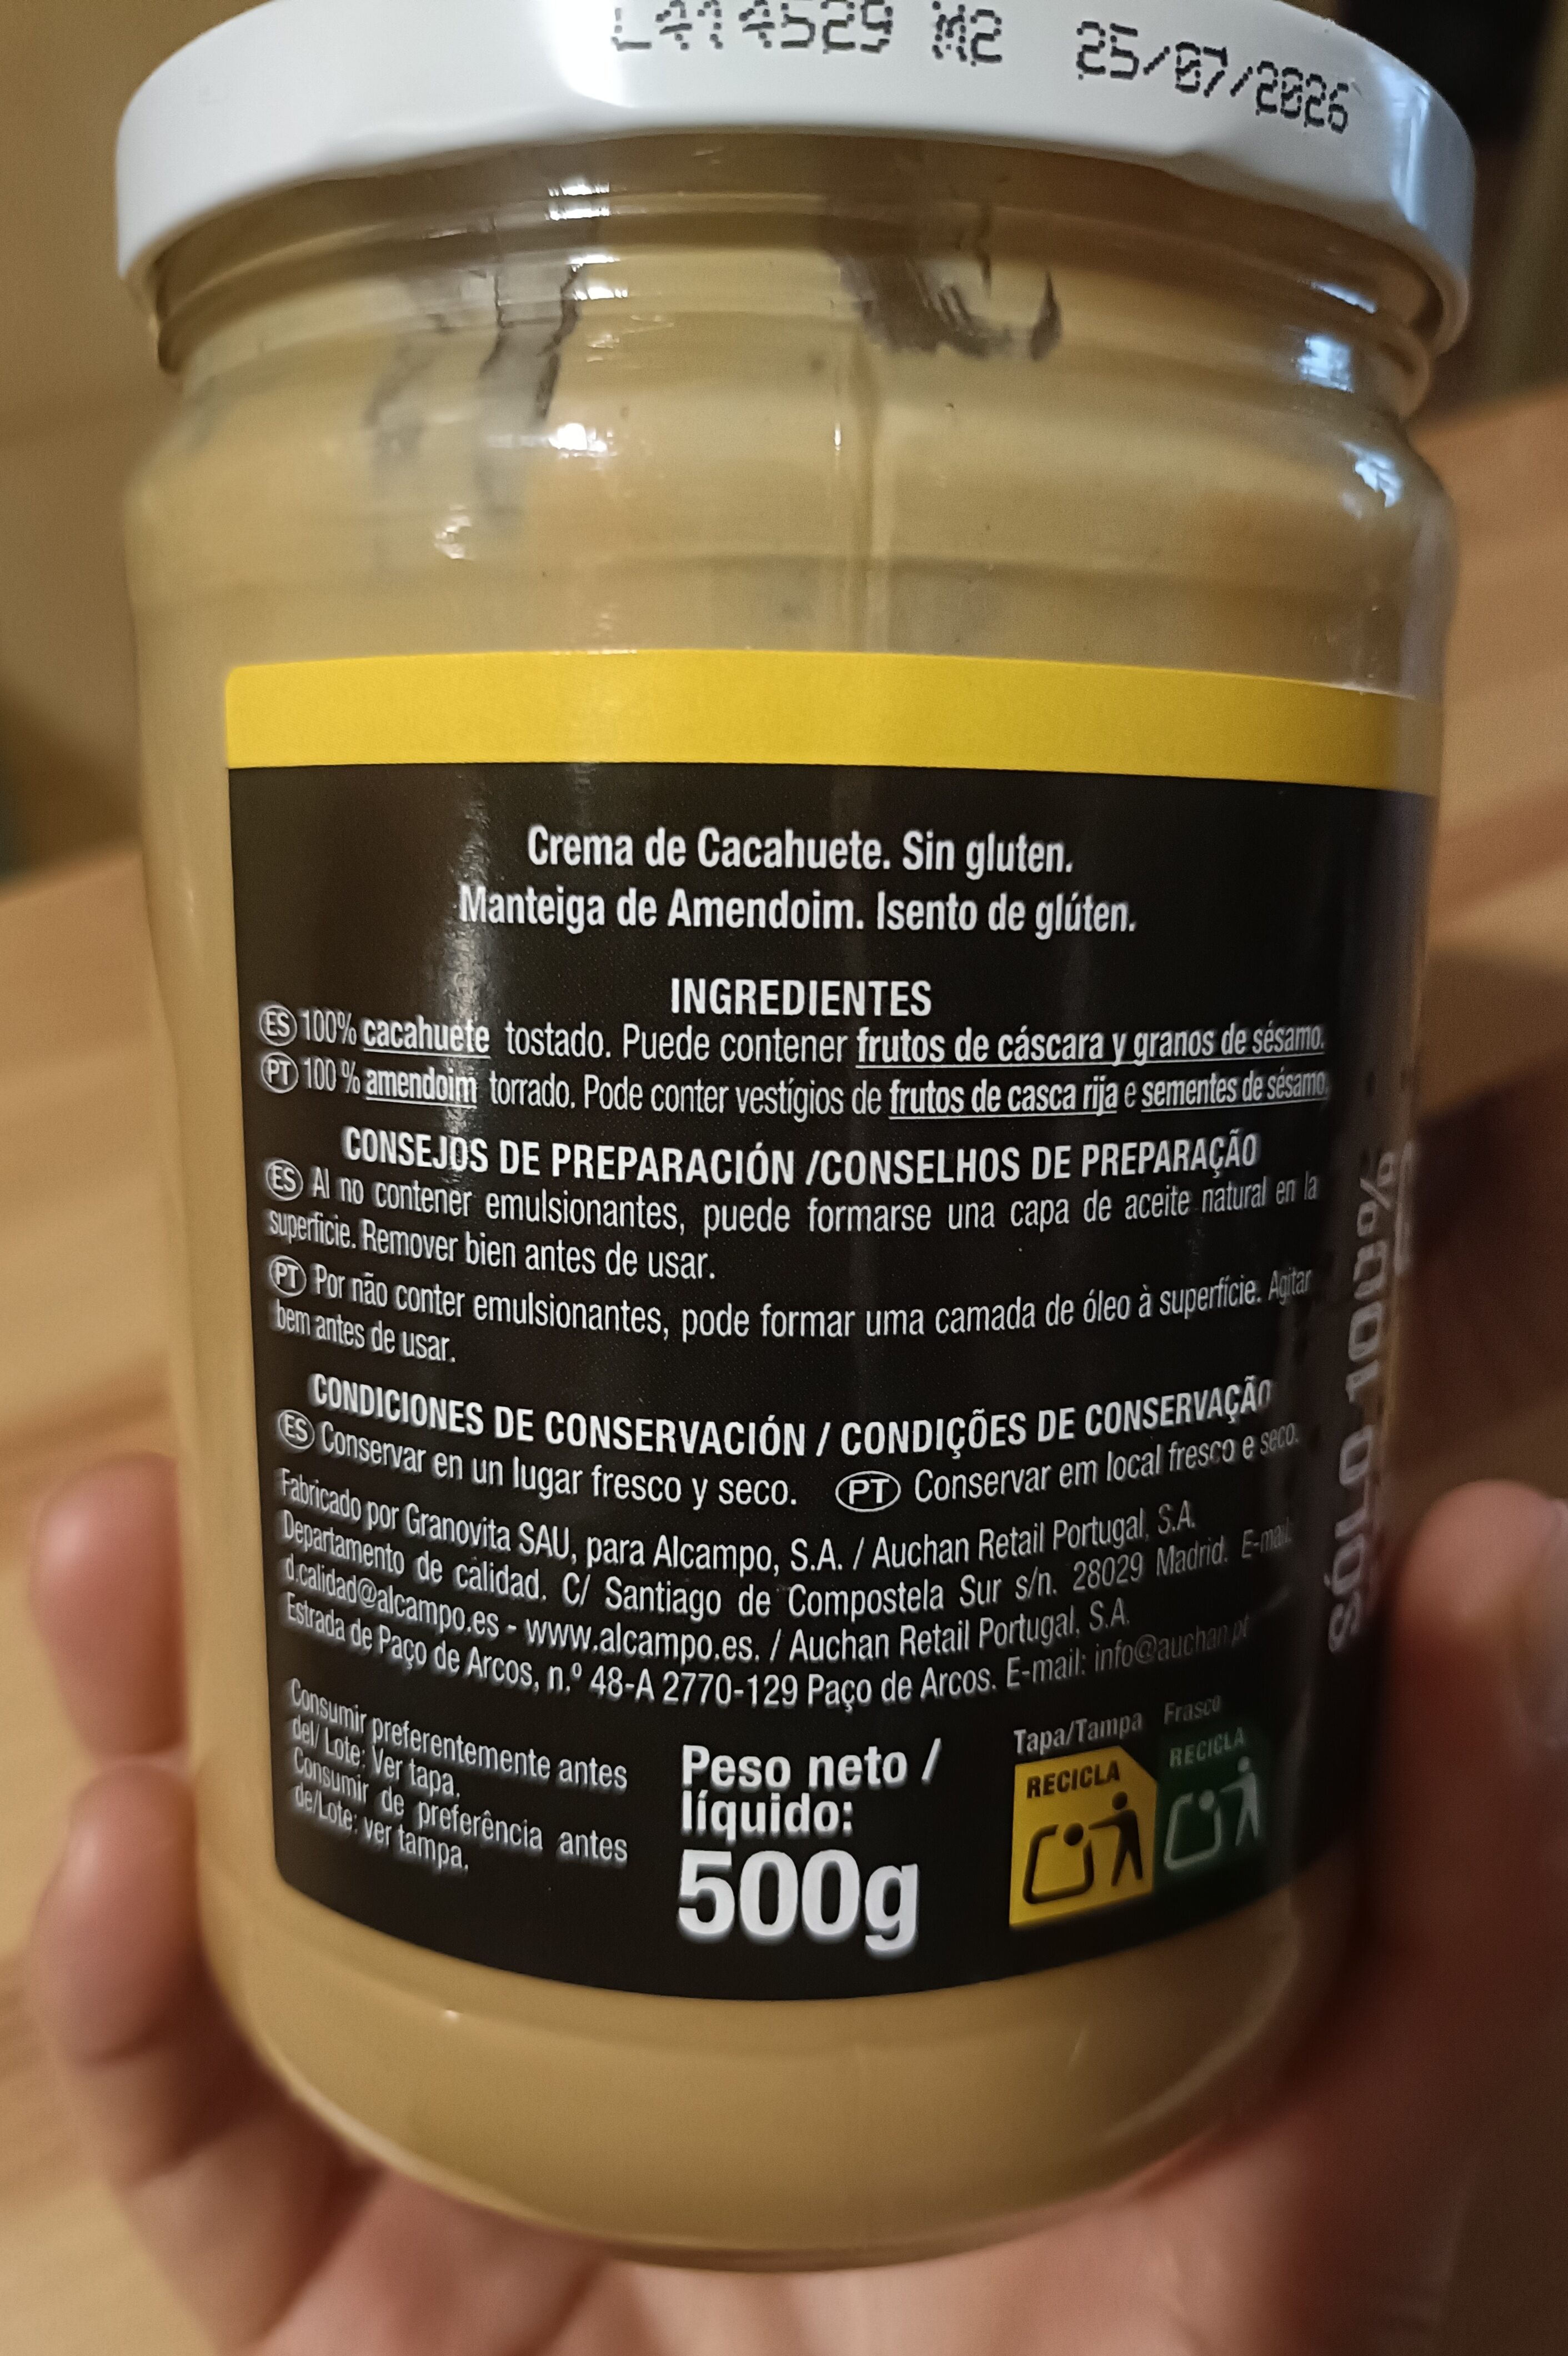 L414529 M2 25/07/2026
Crema de Cacahuete. Sin gluten.
Manteiga de Amendoim. Isento de glúten.
INGREDIENTES
ES 100% cacahuete tostado. Puede contener frutos de cáscara y granos de sésamo.
PT 100 % amendoim torrado. Pode conter vestígios de frutos de casca rija e sementes de sésamo.
CONSEJOS DE PREPARACIÓN /CONSELHOS DE PREPARAÇÃO
ES Al no contener emulsionantes, puede formarse una capa de aceite natural en la
superficie. Remover bien antes de usar.
PT Por não conter emulsionantes, pode formar uma camada de óleo à superfície. Agitar
bem antes de usar.
CONDICIONES DE CONSERVACIÓN / CONDIÇÕES DE CONSERVAÇÃO
ES Conservar en un lugar fresco y seco. PT Conservar em local fresco e seco.
Fabricado por Granovita SAU, para Alcampo, S.A. / Auchan Retail Portugal, S.A.
Departamento de calidad. C/ Santiago de Compostela Sur s/n. 28029 Madrid. E-mail:
d.calidad@alcampo.es - www.alcampo.es. / Auchan Retail Portugal, S.A.
Estrada de Paço de Arcos, n.º 48-A 2770-129 Paço de Arcos. E-mail: info@auchan.pt
Consumir preferentemente antes
del/ Lote: Ver tapa.
Consumir de preferência antes
de/Lote: ver tampa.
Peso neto /
líquido:
500g
Tapa/Tampa Frasco
RECICLA RECICLA
SÓLO 100%